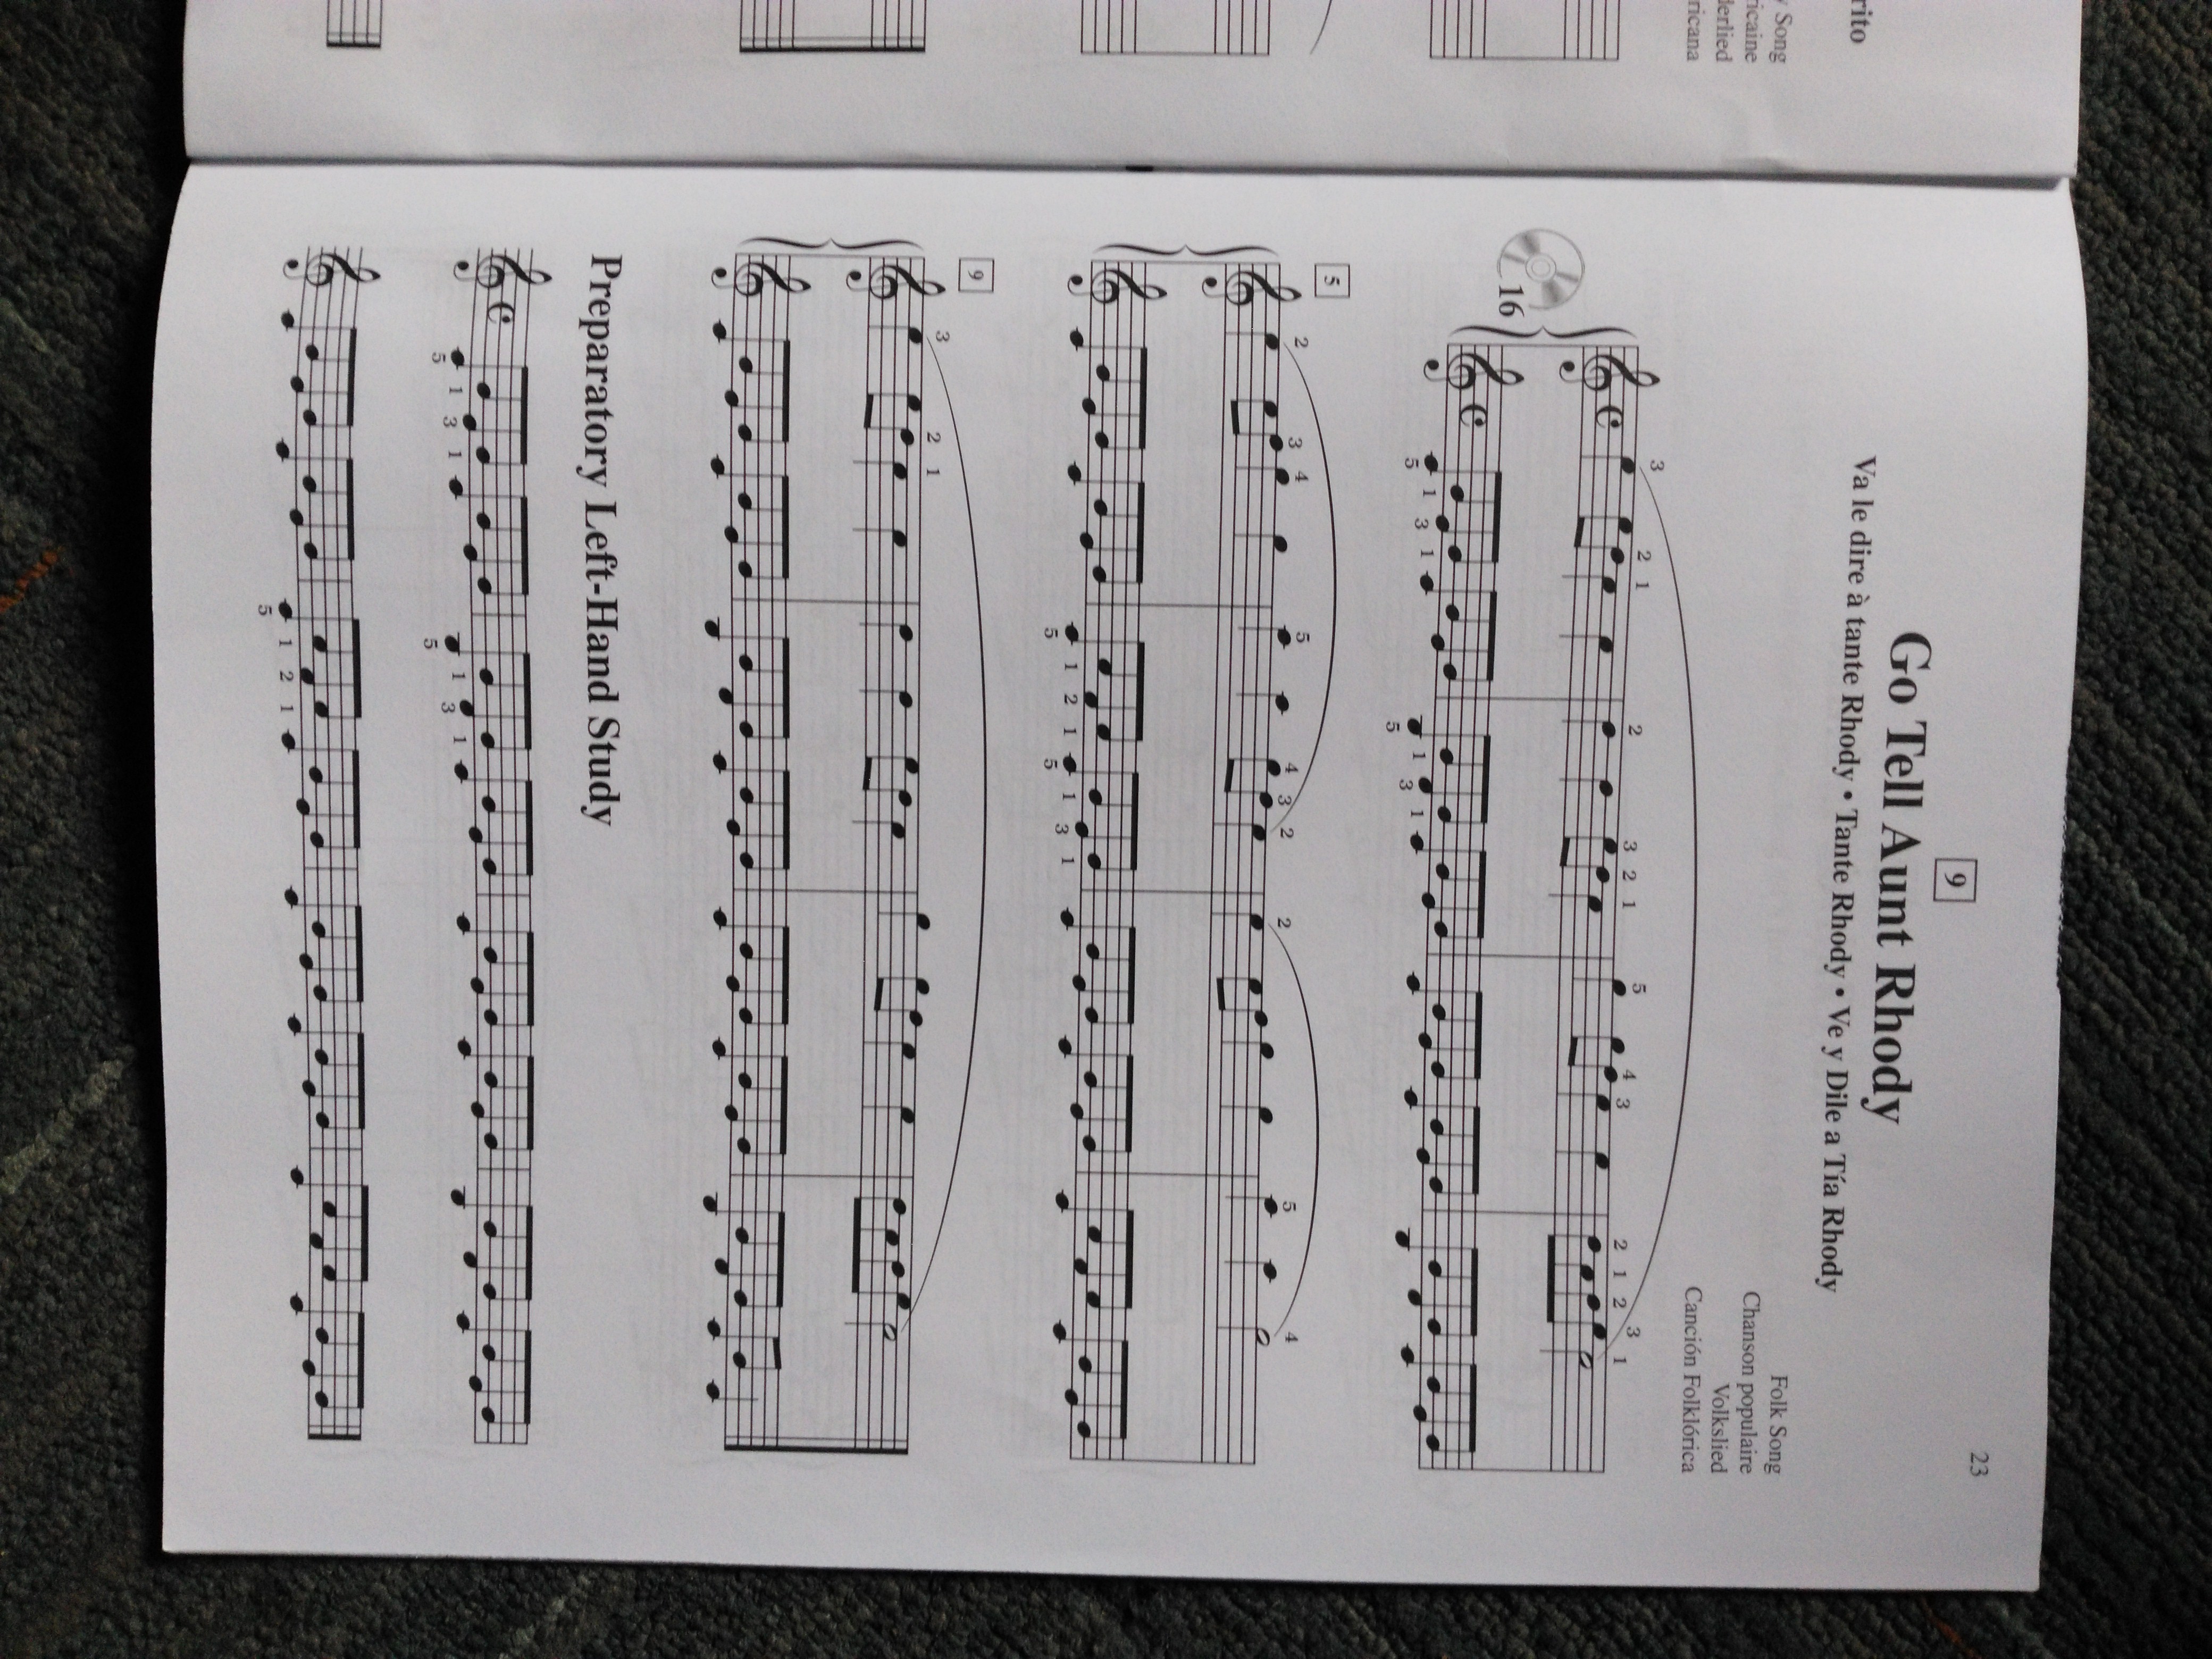 rito
Song
ricaine
derlied
ricana
23
9
Go Tell Aunt Rhody
Va le dire à tante Rhody • Tante Rhody • Ve y Dile a Tía Rhody
Folk Song
Chanson populaire
Volkslied
Canción Folklórica
16
3 2 1 2 3 2 1 5 4 3 2 1 2 3 1
5 1 3 1 5 1 3 1
5
2 3 4 5 4 3 2 2 5 4
5 1 2 1 5 1 3 1
9
3 2 1
Preparatory Left-Hand Study
5 1 3 1 5 1 3 1
5 1 2 1